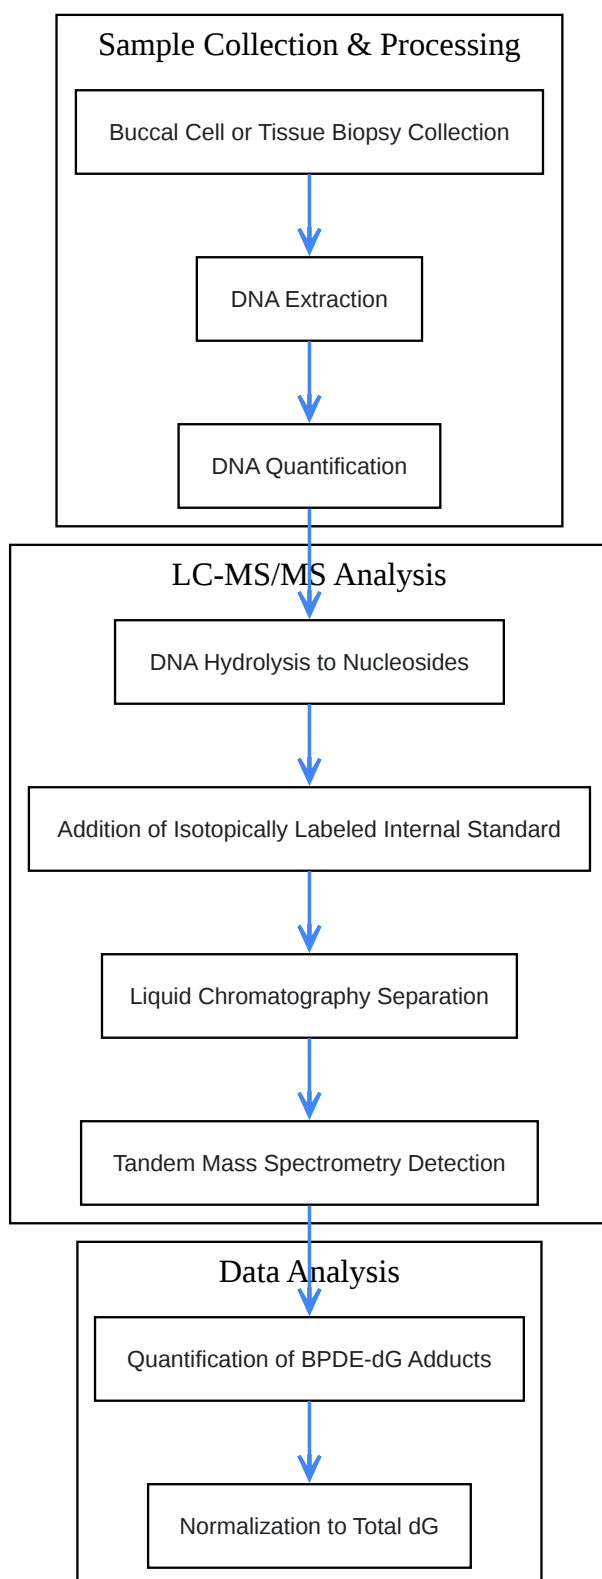 Sample Collection & Processing
Buccal Cell or Tissue Biopsy Collection
DNA Extraction
DNA Quantification
LC-MS/MS Analysis
DNA Hydrolysis to Nucleosides
Addition of Isotopically Labeled Internal Standard
Liquid Chromatography Separation
Tandem Mass Spectrometry Detection
Data Analysis
Quantification of BPDE-dG Adducts
Normalization to Total dG